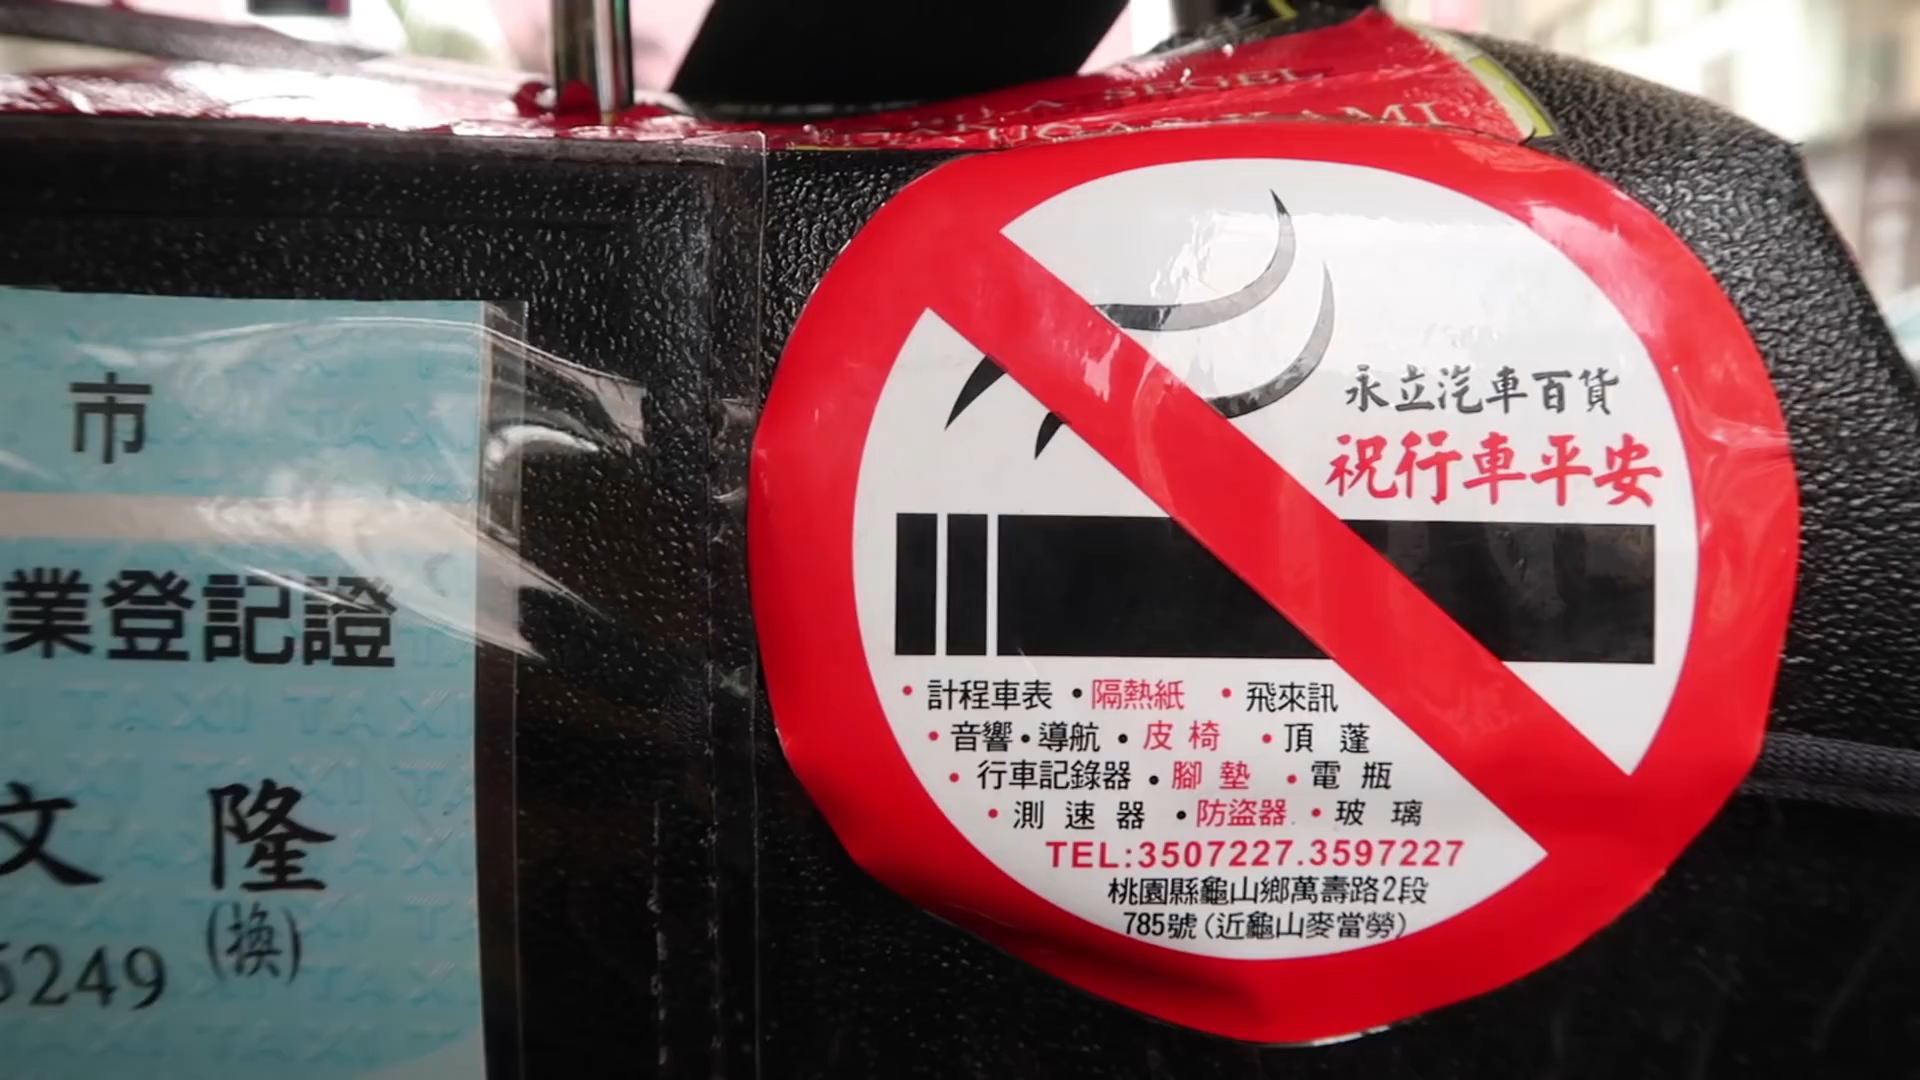 市
業登記證
文隆
(換)
5249
TAXI TAXI
永立汽車百貨
祝行車平安
•計程車表 •隔熱紙 •飛來訊
•音響•導航 •皮椅 •頂蓬
•行車記錄器 •腳墊 •電瓶
•測速器 •防盜器 •玻璃
TEL:3507227.3597227
桃園縣龜山鄉萬壽路2段
785號(近龜山麥當勞)